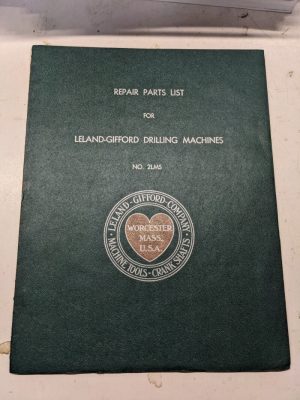 REPAIR PARTS LIST
FOR
LELAND-GIFFORD DRILLING MACHINES
NO. 2LMS
LELAND-GIFFORD-COMPANY
WORCESTER
MASS.
U.S.A.
MACHINE TOOLS-CRANK SHAFTS